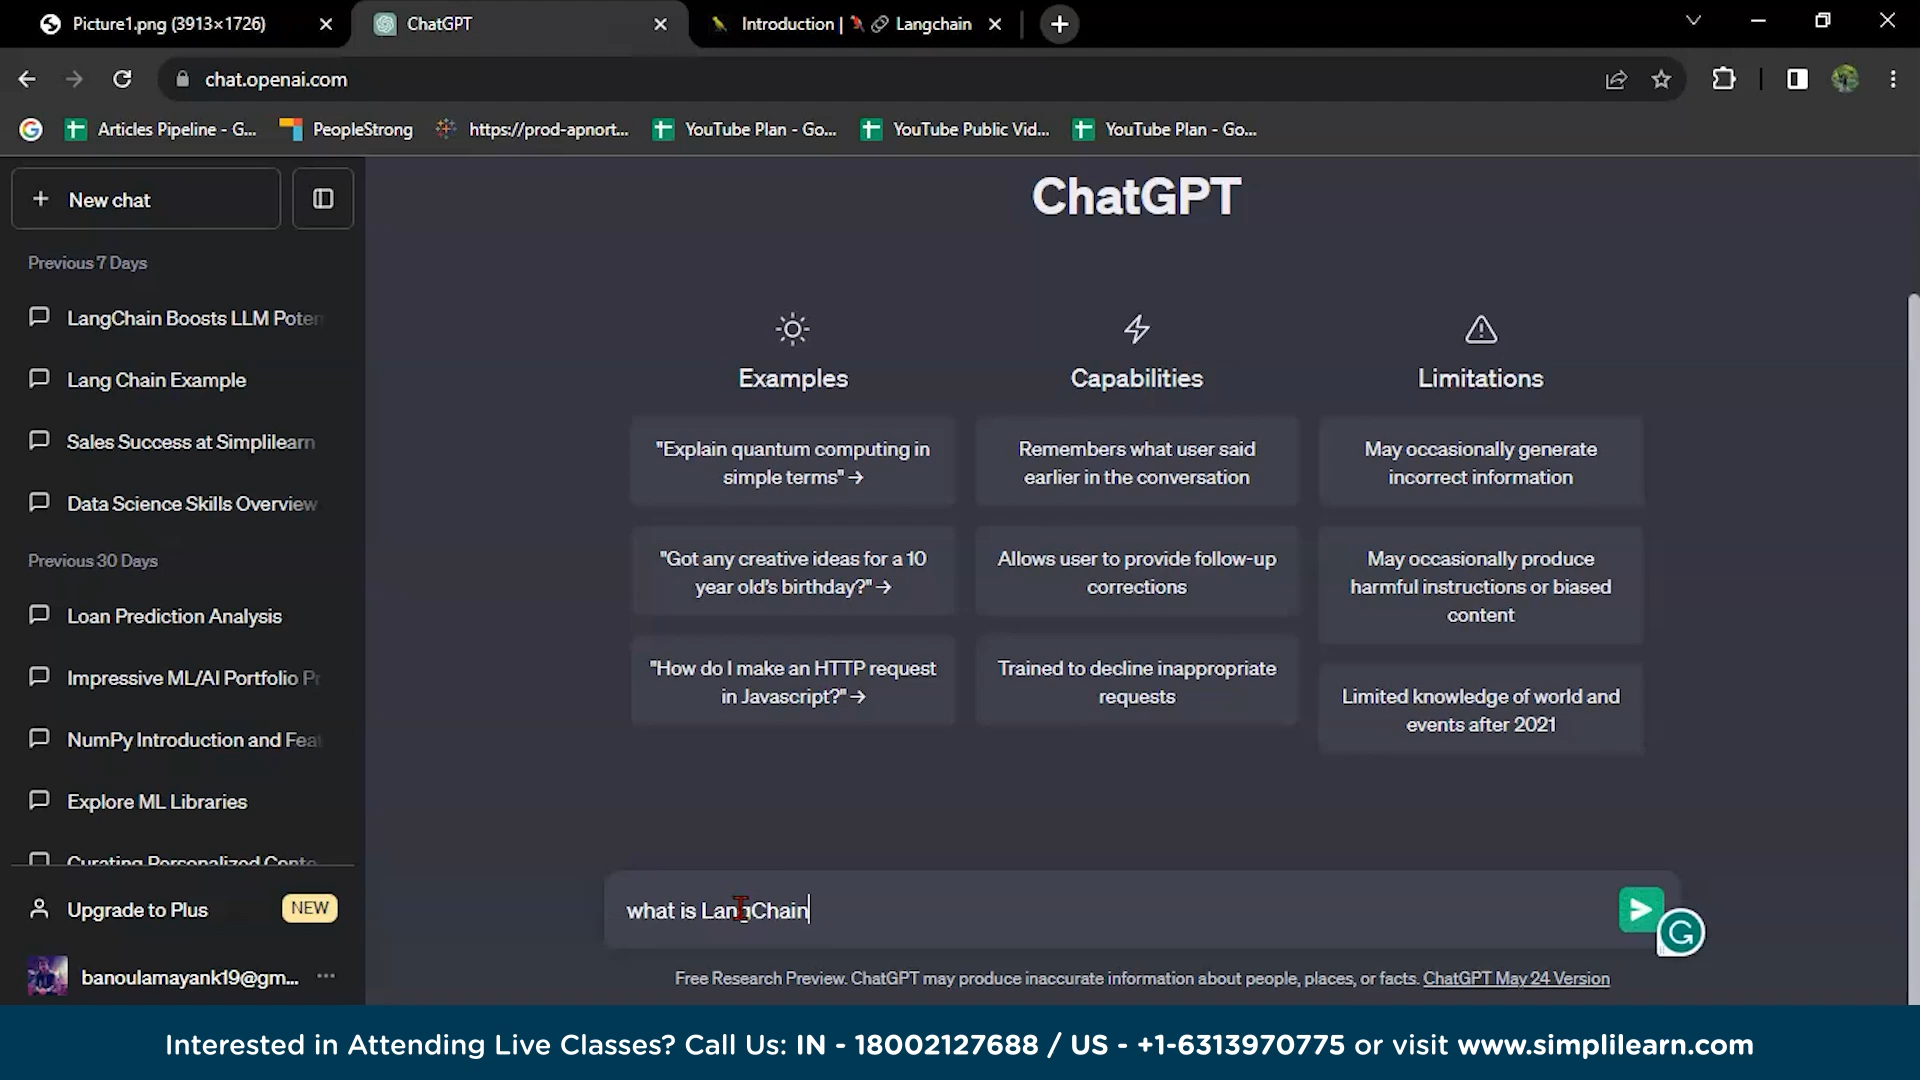 Picture1.png (3913×1726)
ChatGPT
Introduction | Langchain
chat.openai.com
Articles Pipeline - G...
PeopleStrong
https://prod-apnort...
YouTube Plan - Go...
YouTube Public Vid...
YouTube Plan - Go...
New chat
Previous 7 Days
LangChain Boosts LLM Poten
Lang Chain Example
Sales Success at Simplilearn
Data Science Skills Overview
Previous 30 Days
Loan Prediction Analysis
Impressive ML/AI Portfolio Pr
NumPy Introduction and Feat
Explore ML Libraries
Curating Personalized Conte
Upgrade to Plus
NEW
banoulamayank19@gm...
ChatGPT
Examples
"Explain quantum computing in
simple terms" →
"Got any creative ideas for a 10
year old's birthday?" →
"How do I make an HTTP request
in Javascript?" →
Capabilities
Remembers what user said
earlier in the conversation
Allows user to provide follow-up
corrections
Trained to decline inappropriate
requests
Limitations
May occasionally generate
incorrect information
May occasionally produce
harmful instructions or biased
content
Limited knowledge of world and
events after 2021
what is LangChain
Free Research Preview. ChatGPT may produce inaccurate information about people, places, or facts. ChatGPT May 24 Version
Interested in Attending Live Classes? Call Us: IN - 18002127688 / US - +1-6313970775 or visit www.simplilearn.com